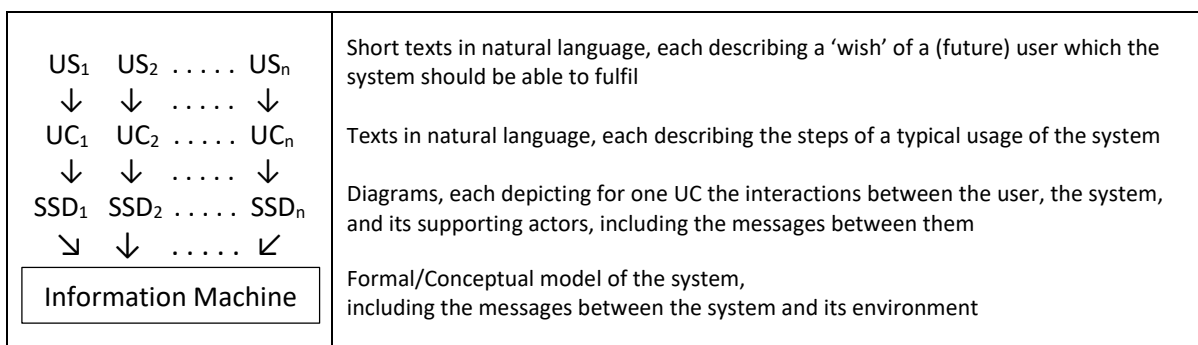 US₁ US₂ . . . . . USₙ
↓ ↓ . . . . . ↓
UC₁ UC₂ . . . . . UCₙ
↓ ↓ . . . . . ↓
SSD₁ SSD₂ . . . . . SSDₙ
↘ ↓ . . . . . ↙
Information Machine
Short texts in natural language, each describing a ‘wish’ of a (future) user which the
system should be able to fulfil
Texts in natural language, each describing the steps of a typical usage of the system
Diagrams, each depicting for one UC the interactions between the user, the system,
and its supporting actors, including the messages between them
Formal/Conceptual model of the system,
including the messages between the system and its environment